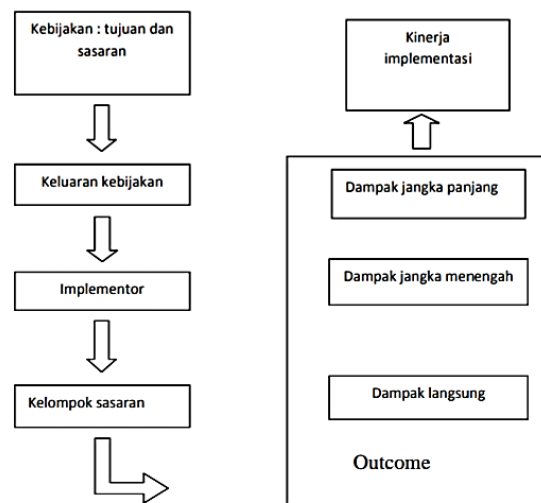 Kebijakan : tujuan dan
sasaran
Keluaran kebijakan
Implementor
Kelompok sasaran
Kinerja
implementasi
Dampak jangka panjang
Dampak jangka menengah
Dampak langsung
Outcome